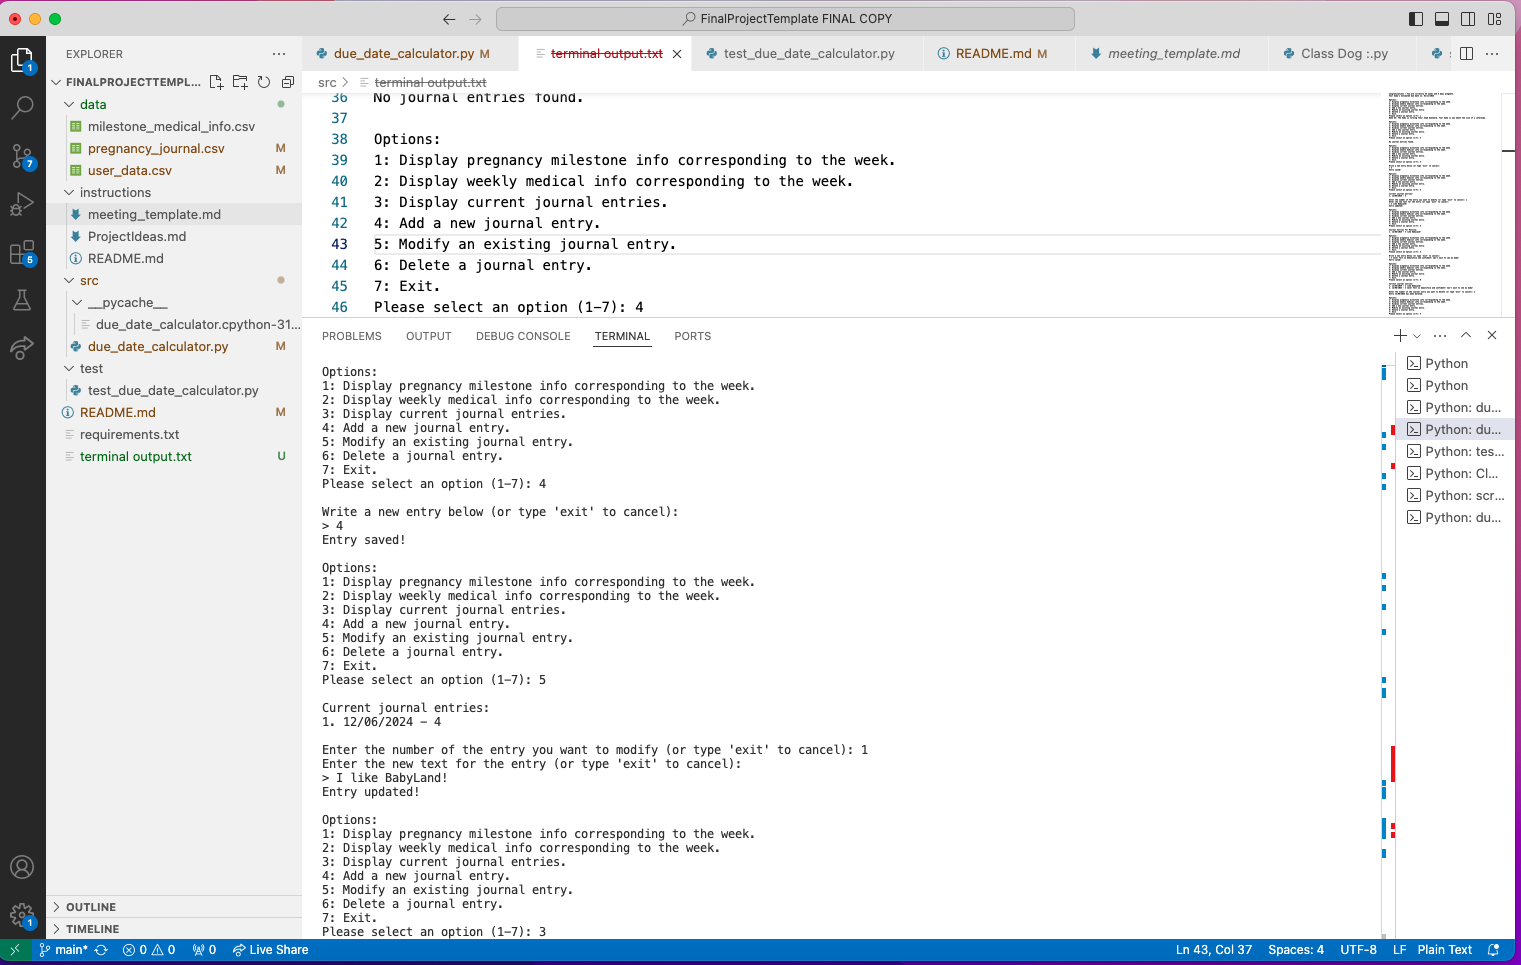 FinalProjectTemplate FINAL COPY
EXPLORER
due_date_calculator.py M
terminal output.txt
test_due_date_calculator.py
README.md M
meeting_template.md
Class Dog :.py
FINALPROJECTTEMPL...
src > terminal output.txt
data
milestone_medical_info.csv
pregnancy_journal.csv M
user_data.csv M
instructions
meeting_template.md
ProjectIdeas.md
README.md
src
__pycache__
due_date_calculator.cpython-31...
due_date_calculator.py M
test
test_due_date_calculator.py
README.md M
requirements.txt
terminal output.txt U
OUTLINE
TIMELINE
1
7
5
1
36 No journal entries found.
37
38 Options:
39 1: Display pregnancy milestone info corresponding to the week.
40 2: Display weekly medical info corresponding to the week.
41 3: Display current journal entries.
42 4: Add a new journal entry.
43 5: Modify an existing journal entry.
44 6: Delete a journal entry.
45 7: Exit.
46 Please select an option (1-7): 4
PROBLEMS OUTPUT DEBUG CONSOLE TERMINAL PORTS
Options:
1: Display pregnancy milestone info corresponding to the week.
2: Display weekly medical info corresponding to the week.
3: Display current journal entries.
4: Add a new journal entry.
5: Modify an existing journal entry.
6: Delete a journal entry.
7: Exit.
Please select an option (1-7): 4
Write a new entry below (or type 'exit' to cancel):
> 4
Entry saved!
Options:
1: Display pregnancy milestone info corresponding to the week.
2: Display weekly medical info corresponding to the week.
3: Display current journal entries.
4: Add a new journal entry.
5: Modify an existing journal entry.
6: Delete a journal entry.
7: Exit.
Please select an option (1-7): 5
Current journal entries:
1. 12/06/2024 - 4
Enter the number of the entry you want to modify (or type 'exit' to cancel): 1
Enter the new text for the entry (or type 'exit' to cancel):
> I like BabyLand!
Entry updated!
Options:
1: Display pregnancy milestone info corresponding to the week.
2: Display weekly medical info corresponding to the week.
3: Display current journal entries.
4: Add a new journal entry.
5: Modify an existing journal entry.
6: Delete a journal entry.
7: Exit.
Please select an option (1-7): 3
Python
Python
Python: du...
Python: du...
Python: tes...
Python: Cl...
Python: scr...
Python: du...
main* 0 0 0 Live Share
Ln 43, Col 37 Spaces: 4 UTF-8 LF Plain Text